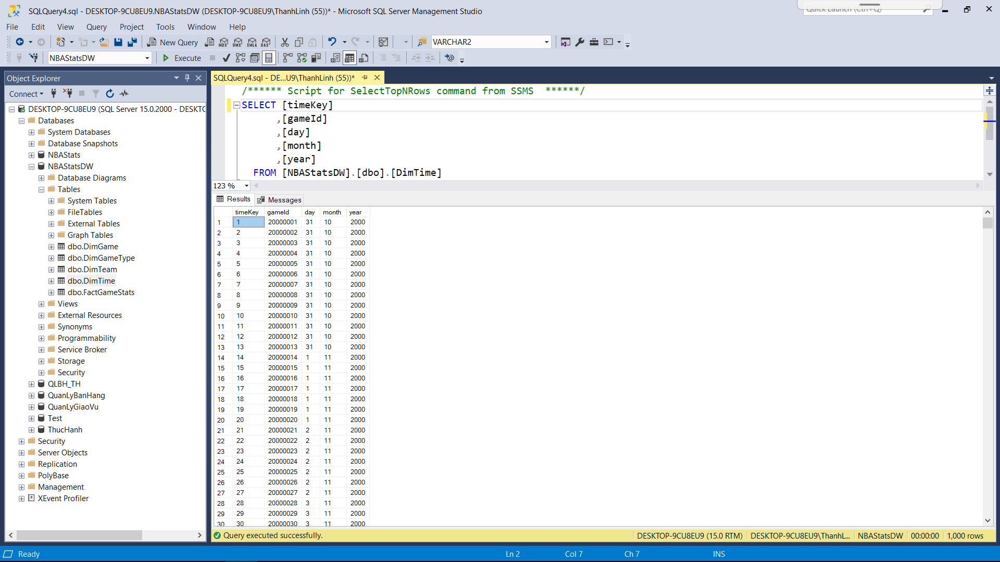 SQLQuery4.sql - DESKTOP-9CU8EU9.NBAStatsDW (DESKTOP-9CU8EU9\ThanhLinh (55))* - Microsoft SQL Server Management Studio
Quick Launch (Ctrl+Q)
File Edit View Query Project Tools Window Help
New Query MDX DMX XMLA DAX VARCHAR2
NBAStatsDW Execute
Object Explorer
Connect
DESKTOP-9CU8EU9 (SQL Server 15.0.2000 - DESKTC
Databases
System Databases
Database Snapshots
NBAStats
NBAStatsDW
Database Diagrams
Tables
System Tables
FileTables
External Tables
Graph Tables
dbo.DimGame
dbo.DimGameType
dbo.DimTeam
dbo.DimTime
dbo.FactGameStats
Views
External Resources
Synonyms
Programmability
Service Broker
Storage
Security
QLBH_TH
QuanLyBanHang
QuanLyGiaoVu
Test
ThucHanh
Security
Server Objects
Replication
PolyBase
Management
XEvent Profiler
SQLQuery4.sql - DE...U9\ThanhLinh (55))*
/****** Script for SelectTopNRows command from SSMS ******/
SELECT [timeKey]
,[gameId]
,[day]
,[month]
,[year]
FROM [NBAStatsDW].[dbo].[DimTime]
123 %
Results Messages
timeKey gameId day month year
1 1 20000001 31 10 2000
2 2 20000002 31 10 2000
3 3 20000003 31 10 2000
4 4 20000004 31 10 2000
5 5 20000005 31 10 2000
6 6 20000006 31 10 2000
7 7 20000007 31 10 2000
8 8 20000008 31 10 2000
9 9 20000009 31 10 2000
10 10 20000010 31 10 2000
11 11 20000011 31 10 2000
12 12 20000012 31 10 2000
13 13 20000013 31 10 2000
14 14 20000014 1 11 2000
15 15 20000015 1 11 2000
16 16 20000016 1 11 2000
17 17 20000017 1 11 2000
18 18 20000018 1 11 2000
19 19 20000019 1 11 2000
20 20 20000020 1 11 2000
21 21 20000021 2 11 2000
22 22 20000022 2 11 2000
23 23 20000023 2 11 2000
24 24 20000024 2 11 2000
25 25 20000025 2 11 2000
26 26 20000026 2 11 2000
27 27 20000027 2 11 2000
28 28 20000028 3 11 2000
29 29 20000029 3 11 2000
30 30 20000030 3 11 2000
Query executed successfully. DESKTOP-9CU8EU9 (15.0 RTM) DESKTOP-9CU8EU9\ThanhL... NBAStatsDW 00:00:00 1,000 rows
Ready Ln 2 Col 7 Ch 7 INS